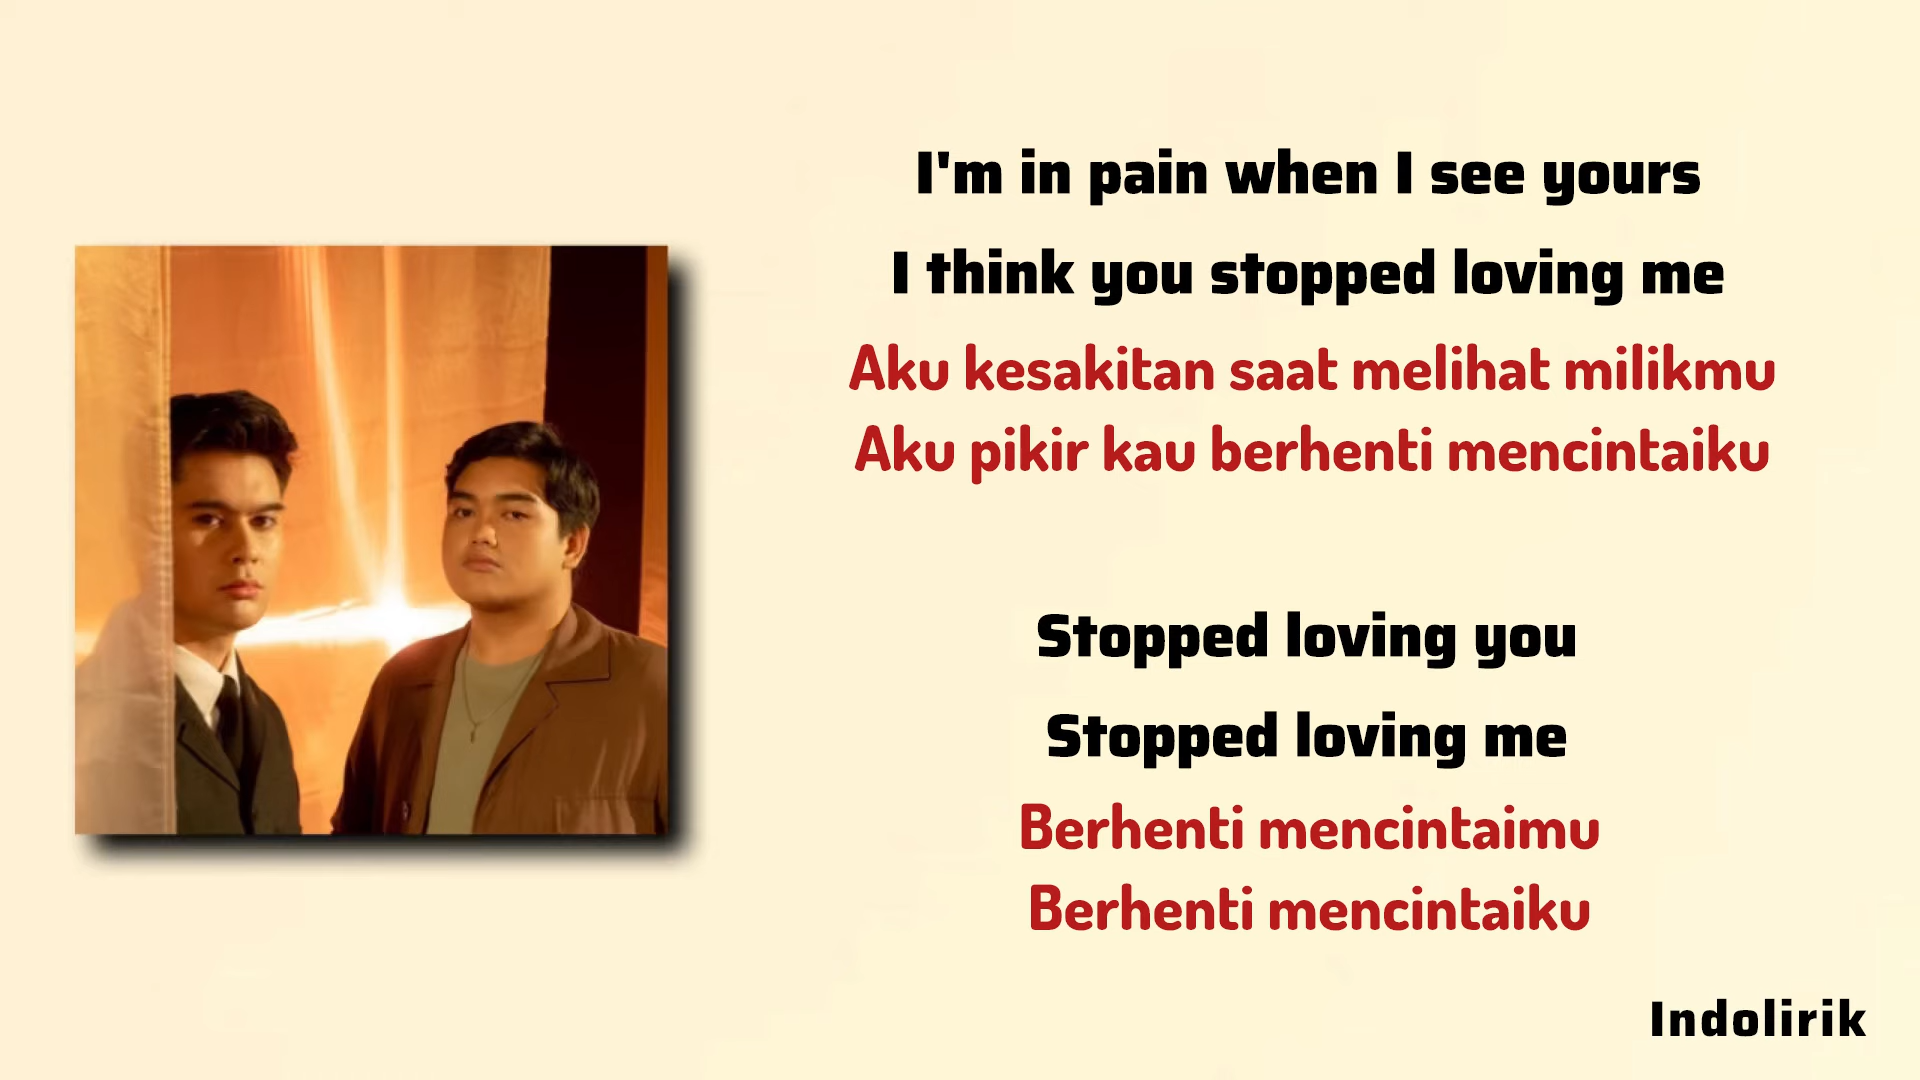 I'm in pain when I see yours
I think you stopped loving me
Aku kesakitan saat melihat milikmu
Aku pikir kau berhenti mencintaiku
Stopped loving you
Stopped loving me
Berhenti mencintaimu
Berhenti mencintaiku
Indolirik